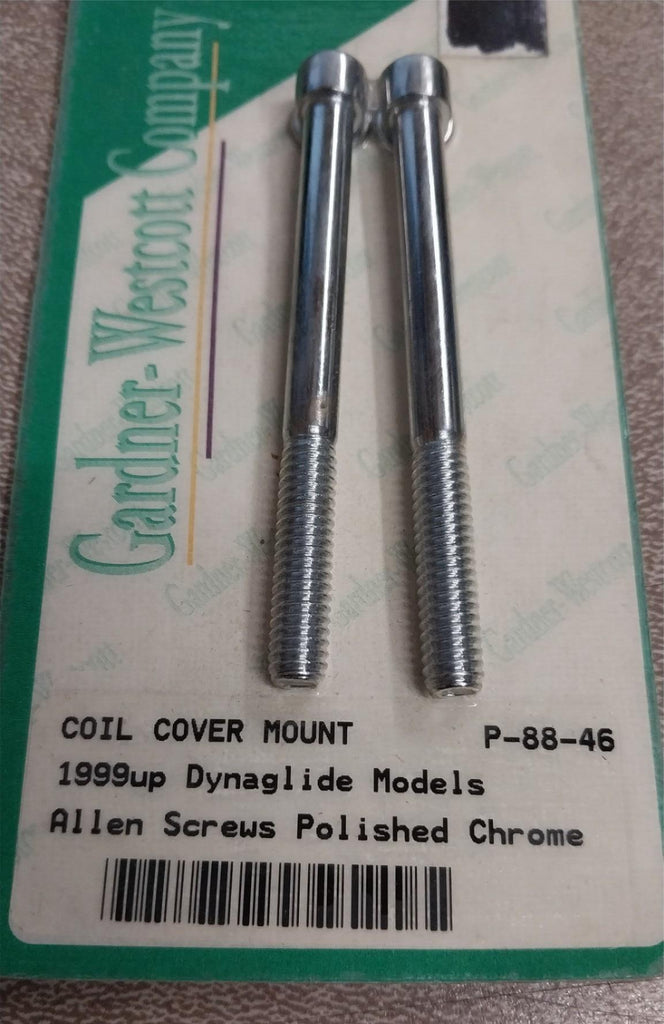 Gardner-Westcott Company
COIL COVER MOUNT P-88-46
1999up Dynaglide Models
Allen Screws Polished Chrome